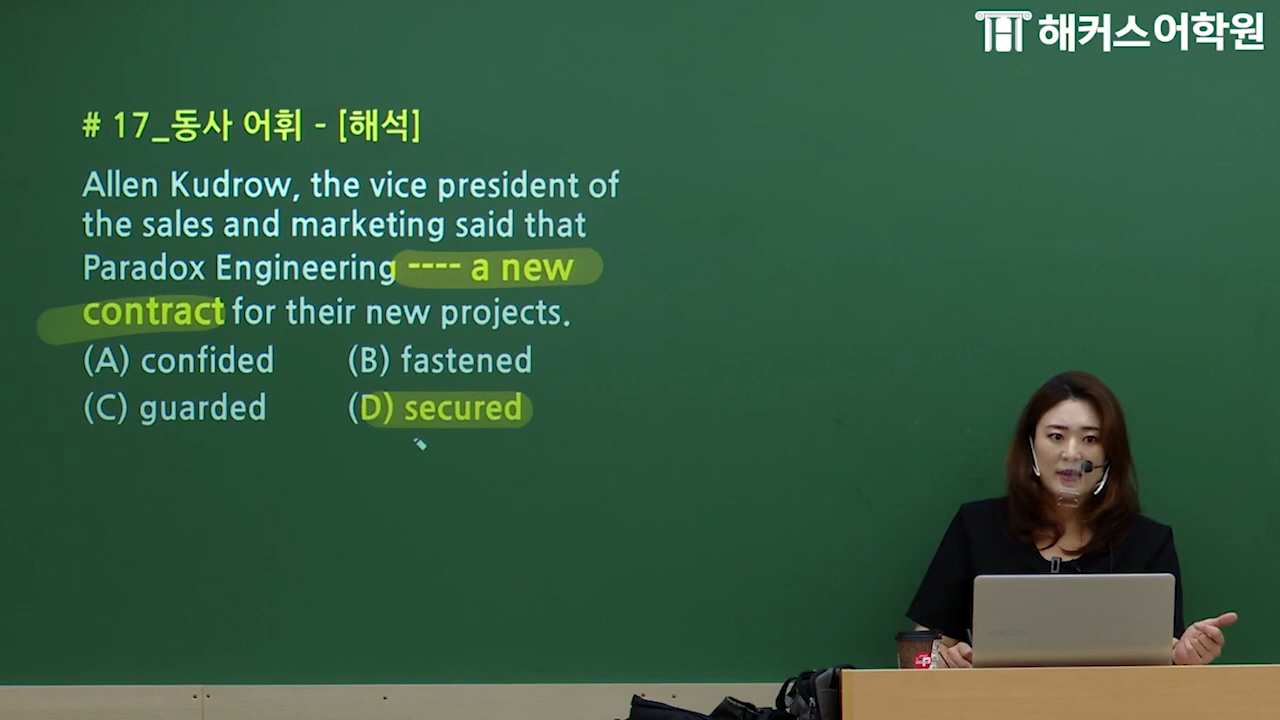 해커스어학원
# 17_동사 어휘 - [해석]
Allen Kudrow, the vice president of
the sales and marketing said that
Paradox Engineering ---- a new
contract for their new projects.
(A) confided (B) fastened
(C) guarded (D) secured